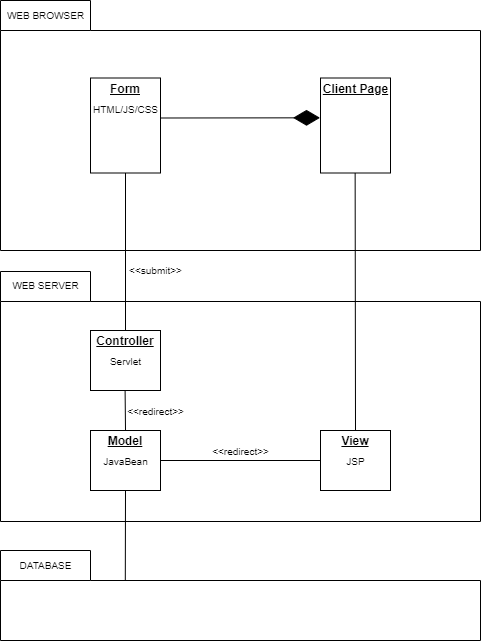 WEB BROWSER
Form
HTML/JS/CSS
Client Page
<<submit>>
WEB SERVER
Controller
Servlet
<<redirect>>
Model
JavaBean
<<redirect>>
View
JSP
DATABASE